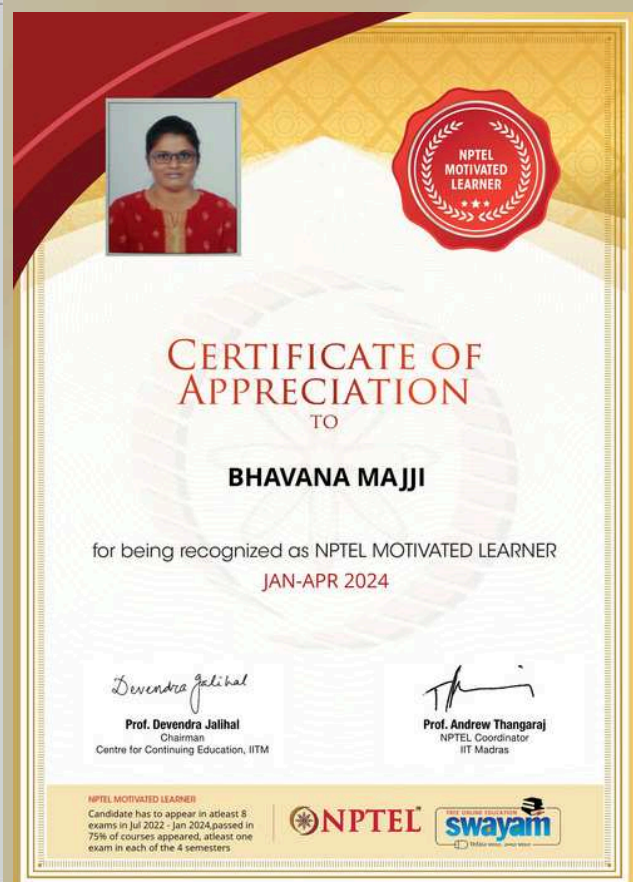 NPTEL
MOTIVATED
LEARNER
CERTIFICATE OF
APPRECIATION
TO
BHAVANA MAJJI
for being recognized as NPTEL MOTIVATED LEARNER
JAN-APR 2024
Devendra Jalihal
Prof. Devendra Jalihal
Chairman
Centre for Continuing Education, IITM
Prof. Andrew Thangaraj
NPTEL Coordinator
IIT Madras
NPTEL MOTIVATED LEARNER
Candidate has to appear in atleast 8
exams in Jul 2022 - Jan 2024,passed in
75% of courses appeared, atleast one
exam in each of the 4 semesters
NPTEL
FREE ONLINE EDUCATION
swayam